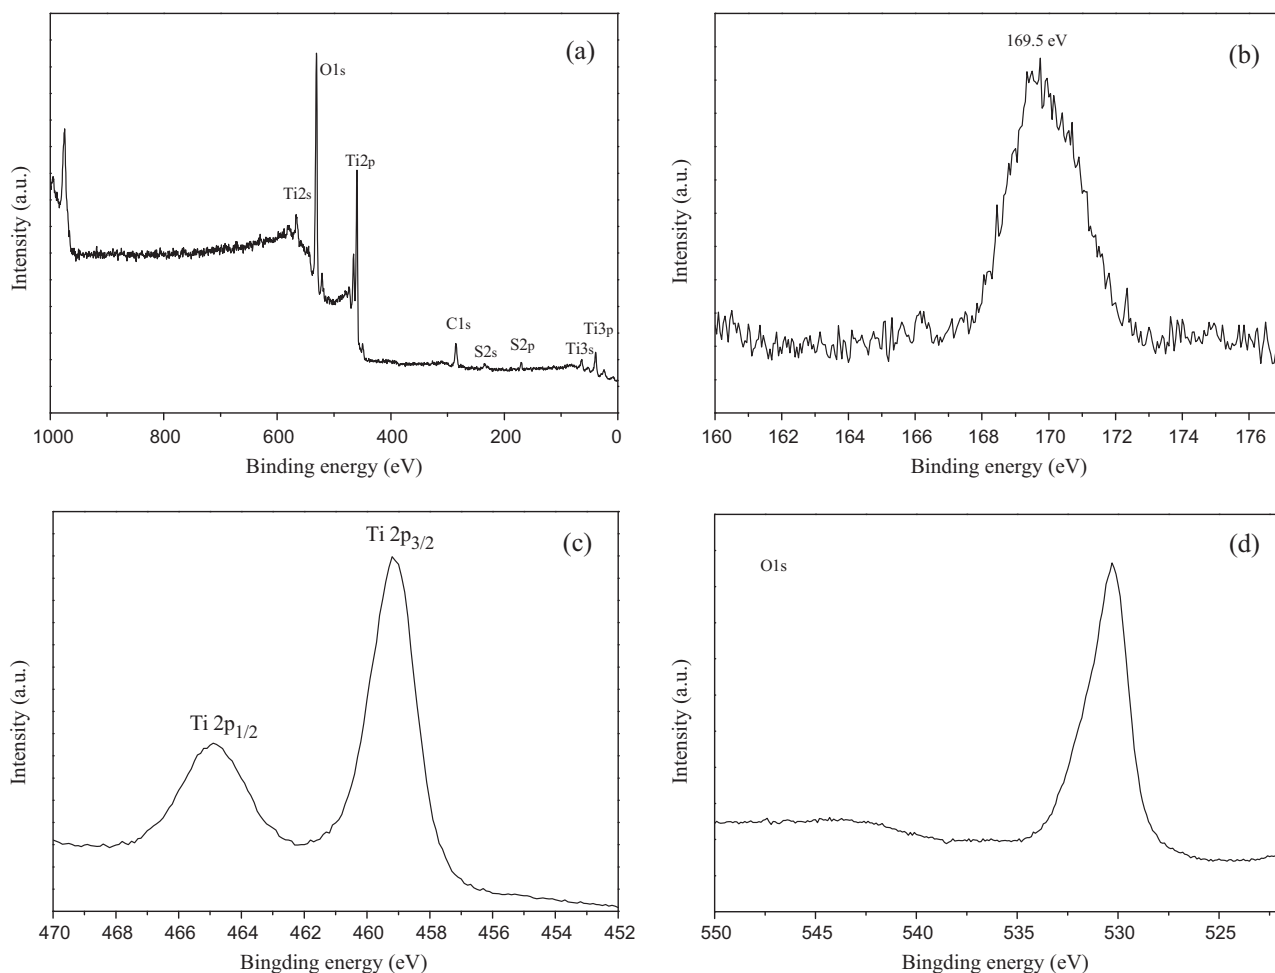 (a)
O1s
Ti2p
Ti2s
C1s
S2s
S2p
Ti3s
Ti3p
Intensity (a.u.)
1000 800 600 400 200 0
Binding energy (eV)
169.5 eV
(b)
Intensity (a.u.)
160 162 164 166 168 170 172 174 176
Binding energy (eV)
Ti 2p3/2
(c)
Ti 2p1/2
Intensity (a.u.)
470 468 466 464 462 460 458 456 454 452
Bingding energy (eV)
(d)
O1s
Intensity (a.u.)
550 545 540 535 530 525
Bingding energy (eV)